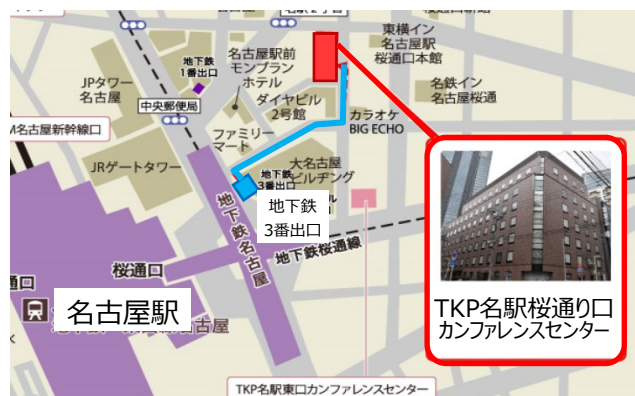 名駅2丁目
地下鉄
1番出口
名古屋駅前
モンブラン
ホテル
東横イン
名古屋駅
桜通口本館
JPタワー
名古屋
中央郵便局
ダイヤビル
2号館
名鉄イン
名古屋桜通
カラオケ
BIG ECHO
名古屋新幹線口
ファミリー
マート
JRゲートタワー
大名古屋
ビルヂング
地下鉄
3番出口
地下鉄
3番出口
地下鉄名古屋
地下鉄桜通線
桜通口
名古屋駅
TKP名駅桜通り口
カンファレンスセンター
TKP名駅東口カンファレンスセンター